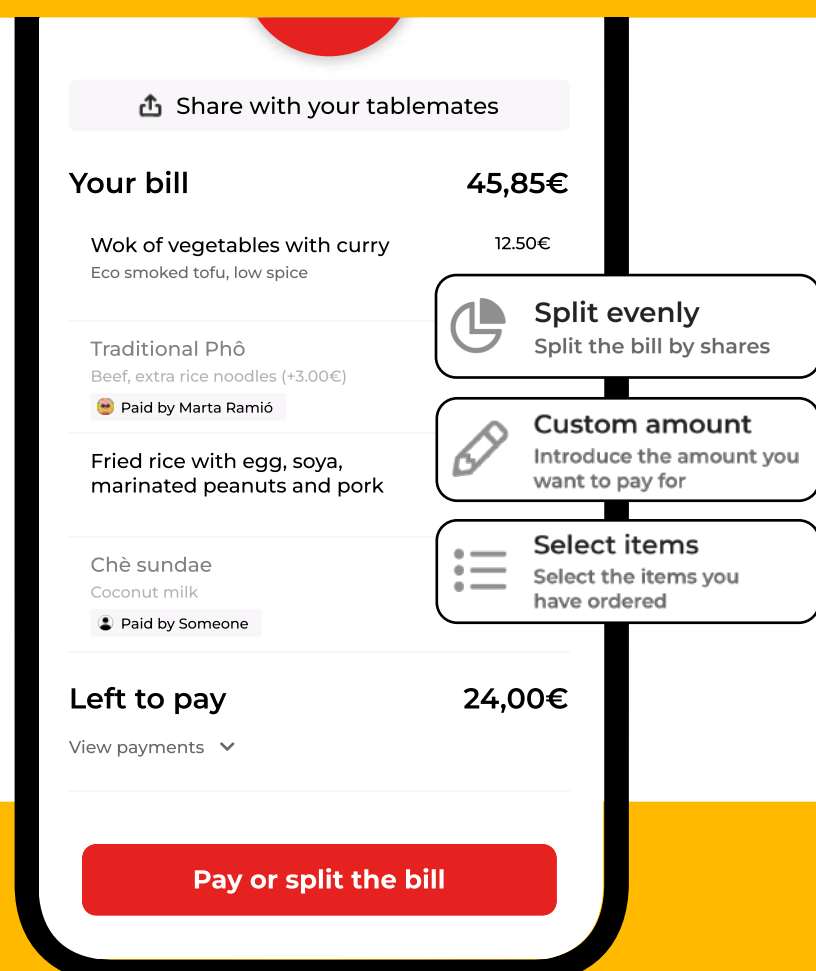 Share with your tablemates
Your bill 45,85€
Wok of vegetables with curry 12.50€
Eco smoked tofu, low spice
Split evenly
Split the bill by shares
Traditional Phô
Beef, extra rice noodles (+3.00€)
Paid by Marta Ramió
Custom amount
Introduce the amount you
want to pay for
Fried rice with egg, soya,
marinated peanuts and pork
Select items
Select the items you
have ordered
Chè sundae
Coconut milk
Paid by Someone
Left to pay 24,00€
View payments
Pay or split the bill